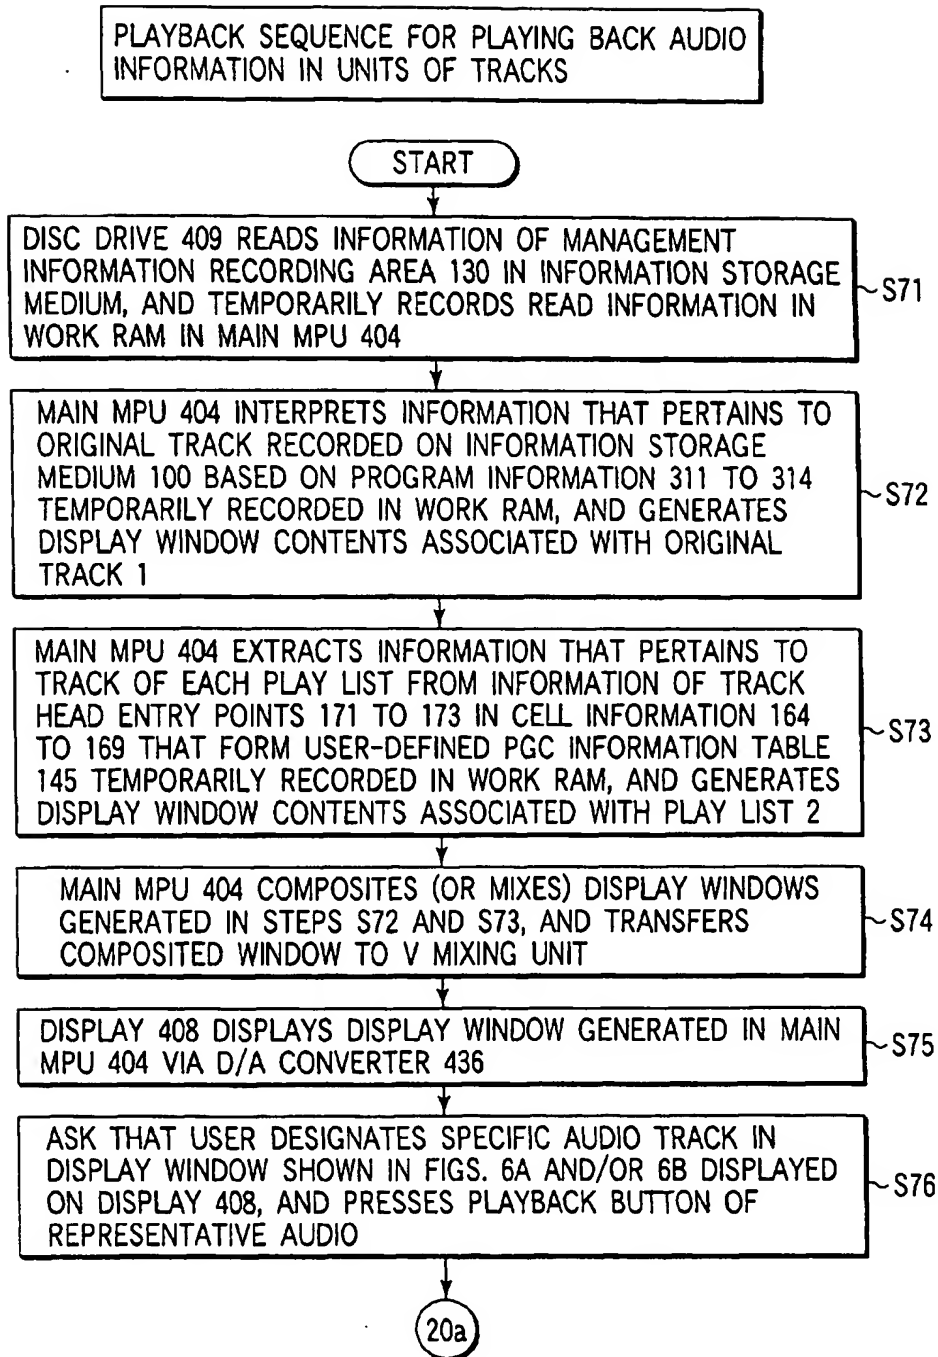 PLAYBACK SEQUENCE FOR PLAYING BACK AUDIO
INFORMATION IN UNITS OF TRACKS
START
DISC DRIVE 409 READS INFORMATION OF MANAGEMENT
INFORMATION RECORDING AREA 130 IN INFORMATION STORAGE
MEDIUM, AND TEMPORARILY RECORDS READ INFORMATION IN
WORK RAM IN MAIN MPU 404
S71
MAIN MPU 404 INTERPRETS INFORMATION THAT PERTAINS TO
ORIGINAL TRACK RECORDED ON INFORMATION STORAGE
MEDIUM 100 BASED ON PROGRAM INFORMATION 311 TO 314
TEMPORARILY RECORDED IN WORK RAM, AND GENERATES
DISPLAY WINDOW CONTENTS ASSOCIATED WITH ORIGINAL
TRACK 1
S72
MAIN MPU 404 EXTRACTS INFORMATION THAT PERTAINS TO
TRACK OF EACH PLAY LIST FROM INFORMATION OF TRACK
HEAD ENTRY POINTS 171 TO 173 IN CELL INFORMATION 164
TO 169 THAT FORM USER-DEFINED PGC INFORMATION TABLE
145 TEMPORARILY RECORDED IN WORK RAM, AND GENERATES
DISPLAY WINDOW CONTENTS ASSOCIATED WITH PLAY LIST 2
S73
MAIN MPU 404 COMPOSITES (OR MIXES) DISPLAY WINDOWS
GENERATED IN STEPS S72 AND S73, AND TRANSFERS
COMPOSITED WINDOW TO V MIXING UNIT
S74
DISPLAY 408 DISPLAYS DISPLAY WINDOW GENERATED IN MAIN
MPU 404 VIA D/A CONVERTER 436
S75
ASK THAT USER DESIGNATES SPECIFIC AUDIO TRACK IN
DISPLAY WINDOW SHOWN IN FIGS. 6A AND/OR 6B DISPLAYED
ON DISPLAY 408, AND PRESSES PLAYBACK BUTTON OF
REPRESENTATIVE AUDIO
S76
20a